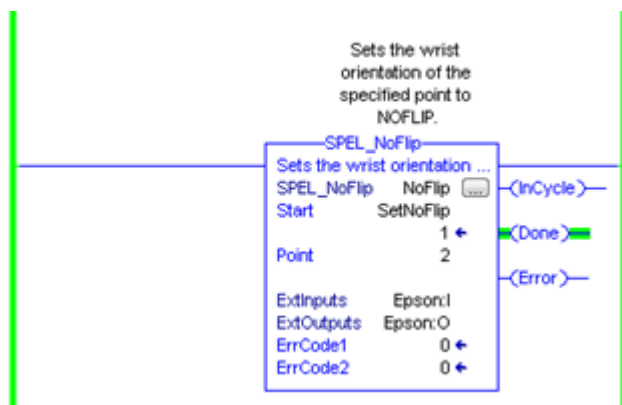 Sets the wrist
orientation of the
specified point to
NOFLIP.
SPEL_NoFlip
Sets the wrist orientation ...
SPEL_NoFlip NoFlip ... (InCycle)
Start SetNoFlip
1 (Done)
Point 2
(Error)
ExtInputs Epson:I
ExtOutputs Epson:O
ErrCode1 0
ErrCode2 0